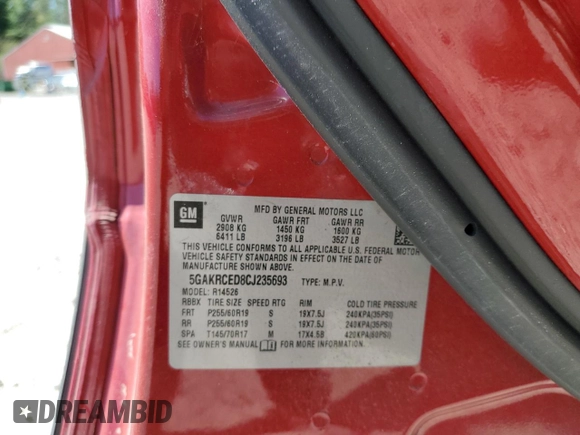 GM
MFD BY GENERAL MOTORS LLC
GVWR GAWR FRT GAWR RR
2908 KG 1450 KG 1600 KG
6411 LB 3196 LB 3527 LB
THIS VEHICLE CONFORMS TO ALL APPLICABLE U.S. FEDERAL MOTOR
VEHICLE SAFETY STANDARDS IN EFFECT ON THE DATE OF
MANUFACTURE SHOWN ABOVE.
5GAKRCED8CJ235693 TYPE: M.P.V.
MODEL: R14526
RBBX TIRE SIZE SPEED RTG RIM COLD TIRE PRESSURE
FRT P255/60R19 S 19X7.5J 240KPA(35PSI)
RR P255/60R19 S 19X7.5J 240KPA(35PSI)
SPA T145/70R17 M 17X4.5B 420KPA(60PSI)
SEE OWNER'S MANUAL FOR MORE INFORMATION.
DREAMBID